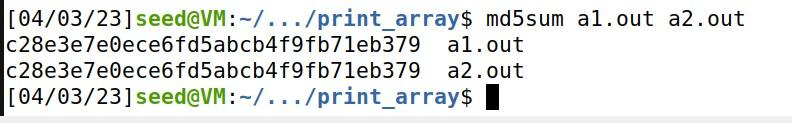 [04/03/23]seed@VM:~/.../print_array$ md5sum a1.out a2.out
c28e3e7e0ece6fd5abcb4f9fb71eb379  a1.out
c28e3e7e0ece6fd5abcb4f9fb71eb379  a2.out
[04/03/23]seed@VM:~/.../print_array$